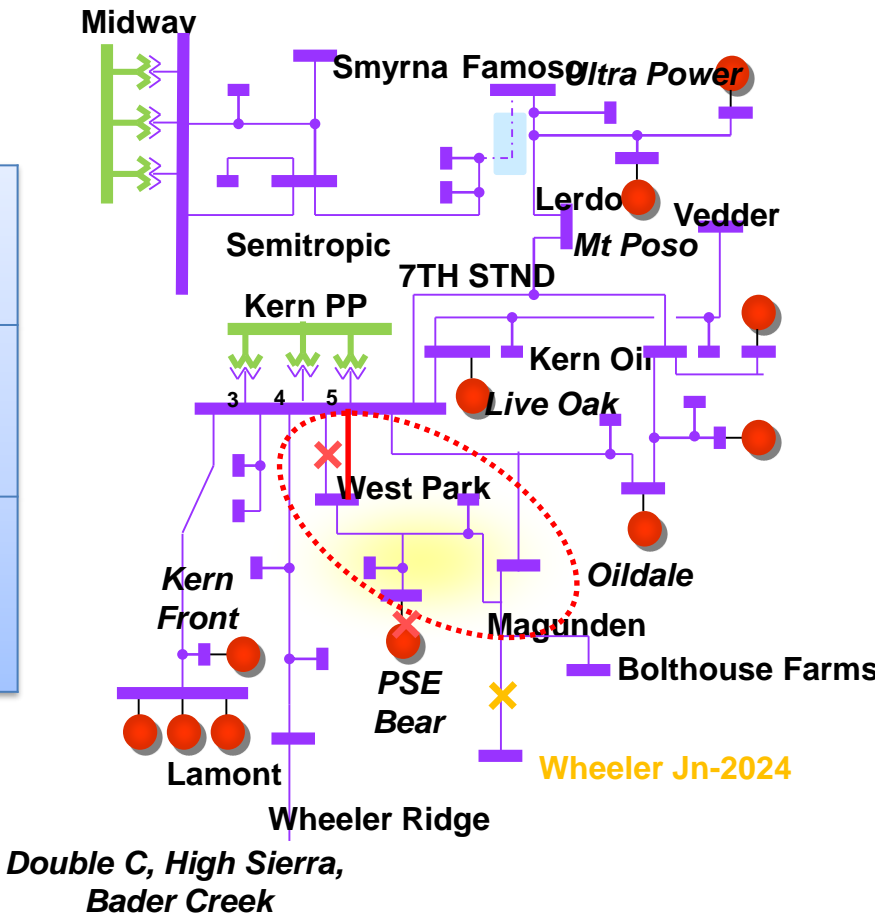 Midway
Smyrna
Famoso
Ultra Power
Lerdo
Vedder
Mt Poso
Semitropic
7TH STND
Kern PP
Kern Oil
Live Oak
3
4
5
West Park
Kern
Front
Oildale
Magunden
Bolthouse Farms
PSE
Bear
Wheeler Jn-2024
Lamont
Wheeler Ridge
Double C, High Sierra,
Bader Creek